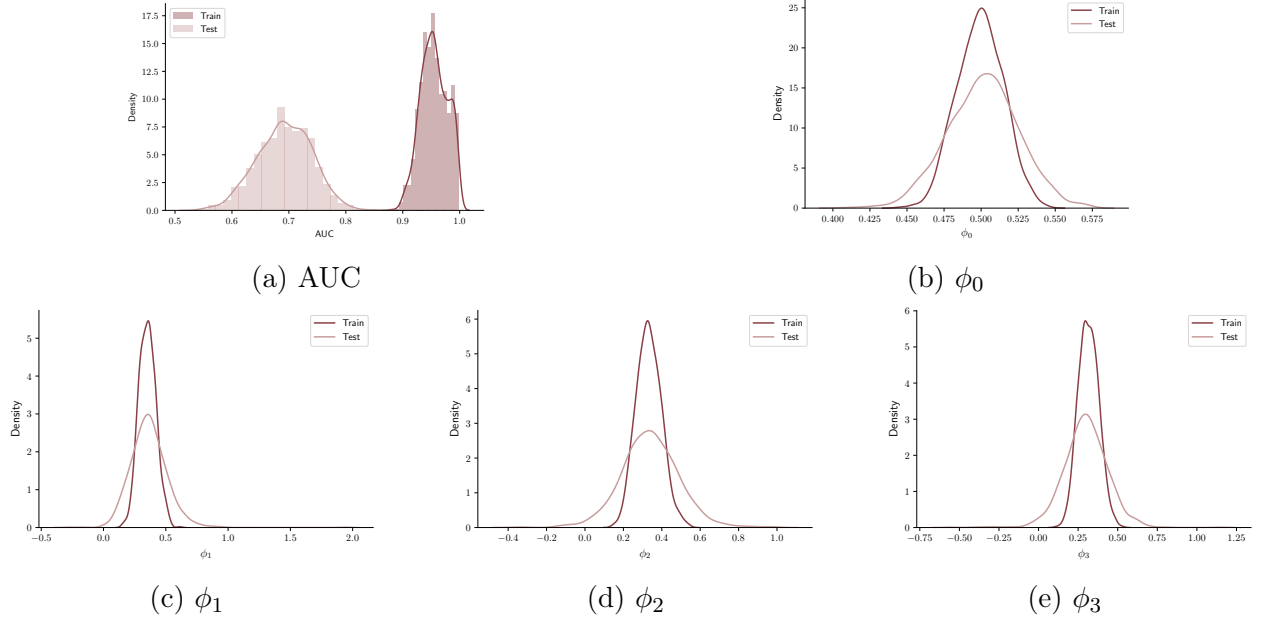 17.5
15.0
12.5
10.0
7.5
5.0
2.5
0.0
Density
Train
Test
0.5 0.6 0.7 0.8 0.9 1.0
AUC
(a) AUC
25
20
15
10
5
0
Density
Train
Test
0.400 0.425 0.450 0.475 0.500 0.525 0.550 0.575
ϕ0
(b) ϕ0
5
4
3
2
1
0
Density
Train
Test
−0.5 0.0 0.5 1.0 1.5 2.0
ϕ1
(c) ϕ1
6
5
4
3
2
1
0
Density
Train
Test
−0.4 −0.2 0.0 0.2 0.4 0.6 0.8 1.0
ϕ2
(d) ϕ2
6
5
4
3
2
1
0
Density
Train
Test
−0.75 −0.50 −0.25 0.00 0.25 0.50 0.75 1.00 1.25
ϕ3
(e) ϕ3